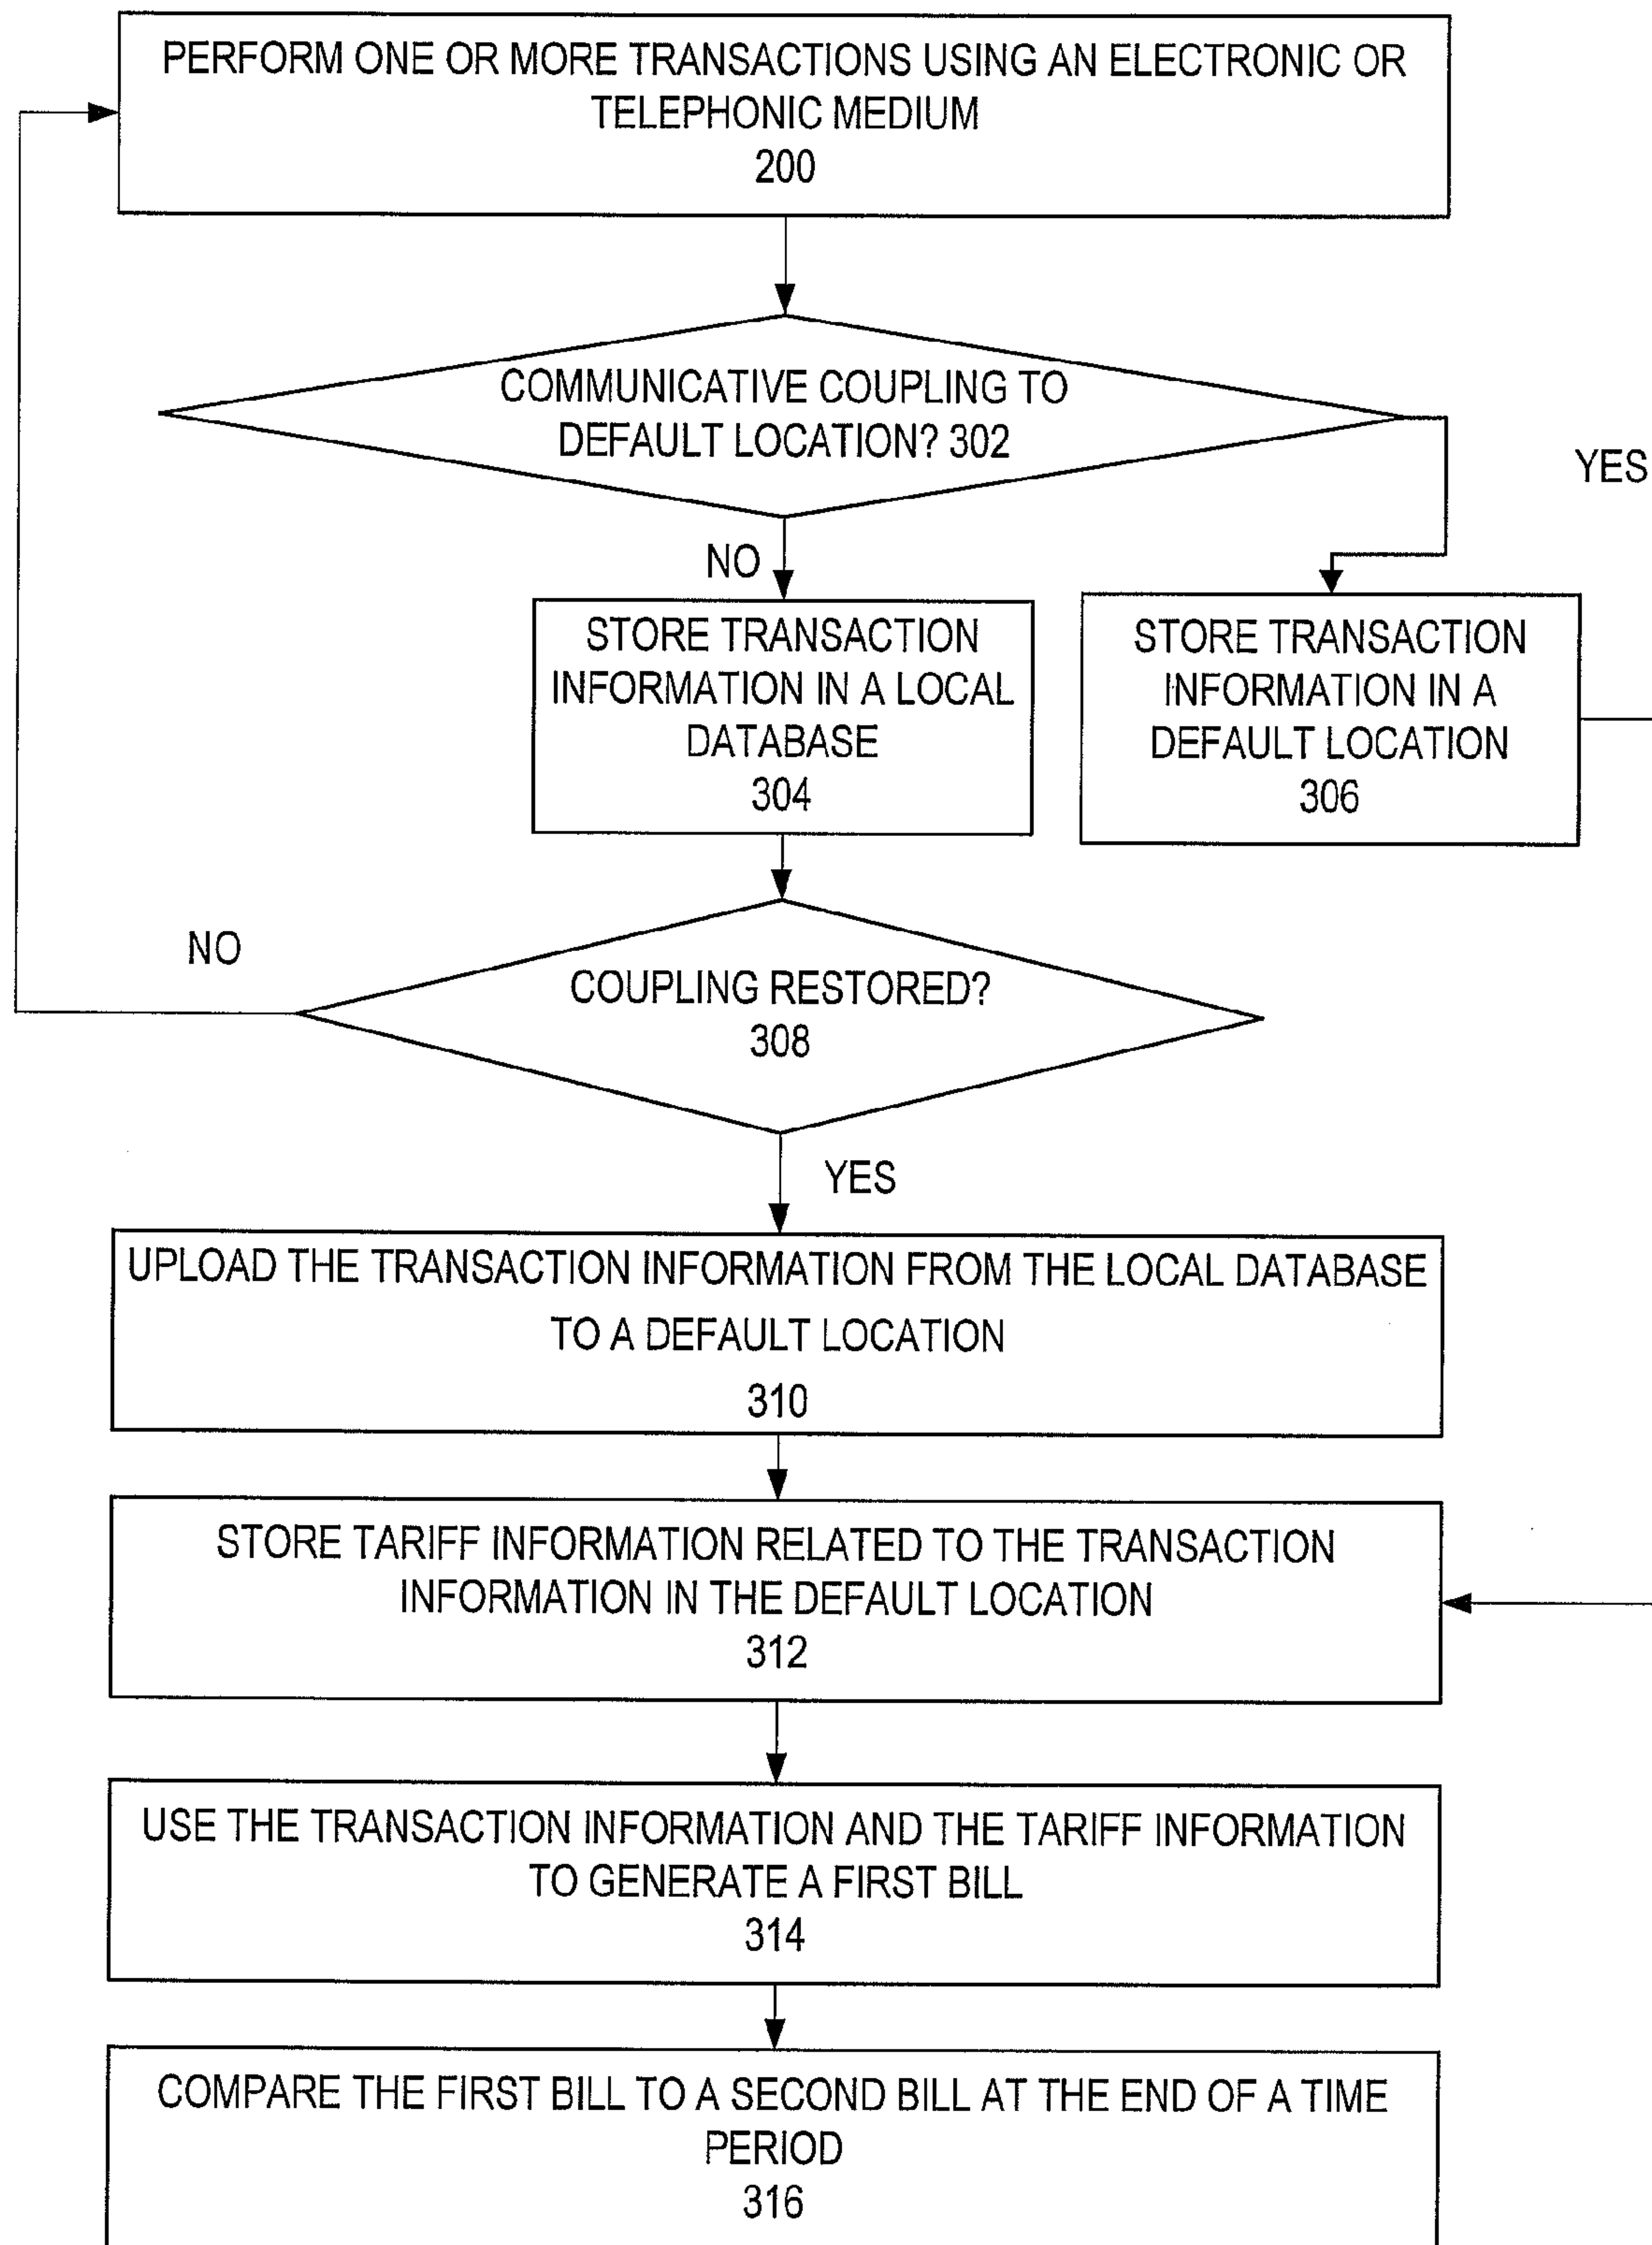 PERFORM ONE OR MORE TRANSACTIONS USING AN ELECTRONIC OR
TELEPHONIC MEDIUM
200
COMMUNICATIVE COUPLING TO
DEFAULT LOCATION? 302
YES
NO
STORE TRANSACTION
INFORMATION IN A LOCAL
DATABASE
304
STORE TRANSACTION
INFORMATION IN A
DEFAULT LOCATION
306
NO
COUPLING RESTORED?
308
YES
UPLOAD THE TRANSACTION INFORMATION FROM THE LOCAL DATABASE
TO A DEFAULT LOCATION
310
STORE TARIFF INFORMATION RELATED TO THE TRANSACTION
INFORMATION IN THE DEFAULT LOCATION
312
USE THE TRANSACTION INFORMATION AND THE TARIFF INFORMATION
TO GENERATE A FIRST BILL
314
COMPARE THE FIRST BILL TO A SECOND BILL AT THE END OF A TIME
PERIOD
316